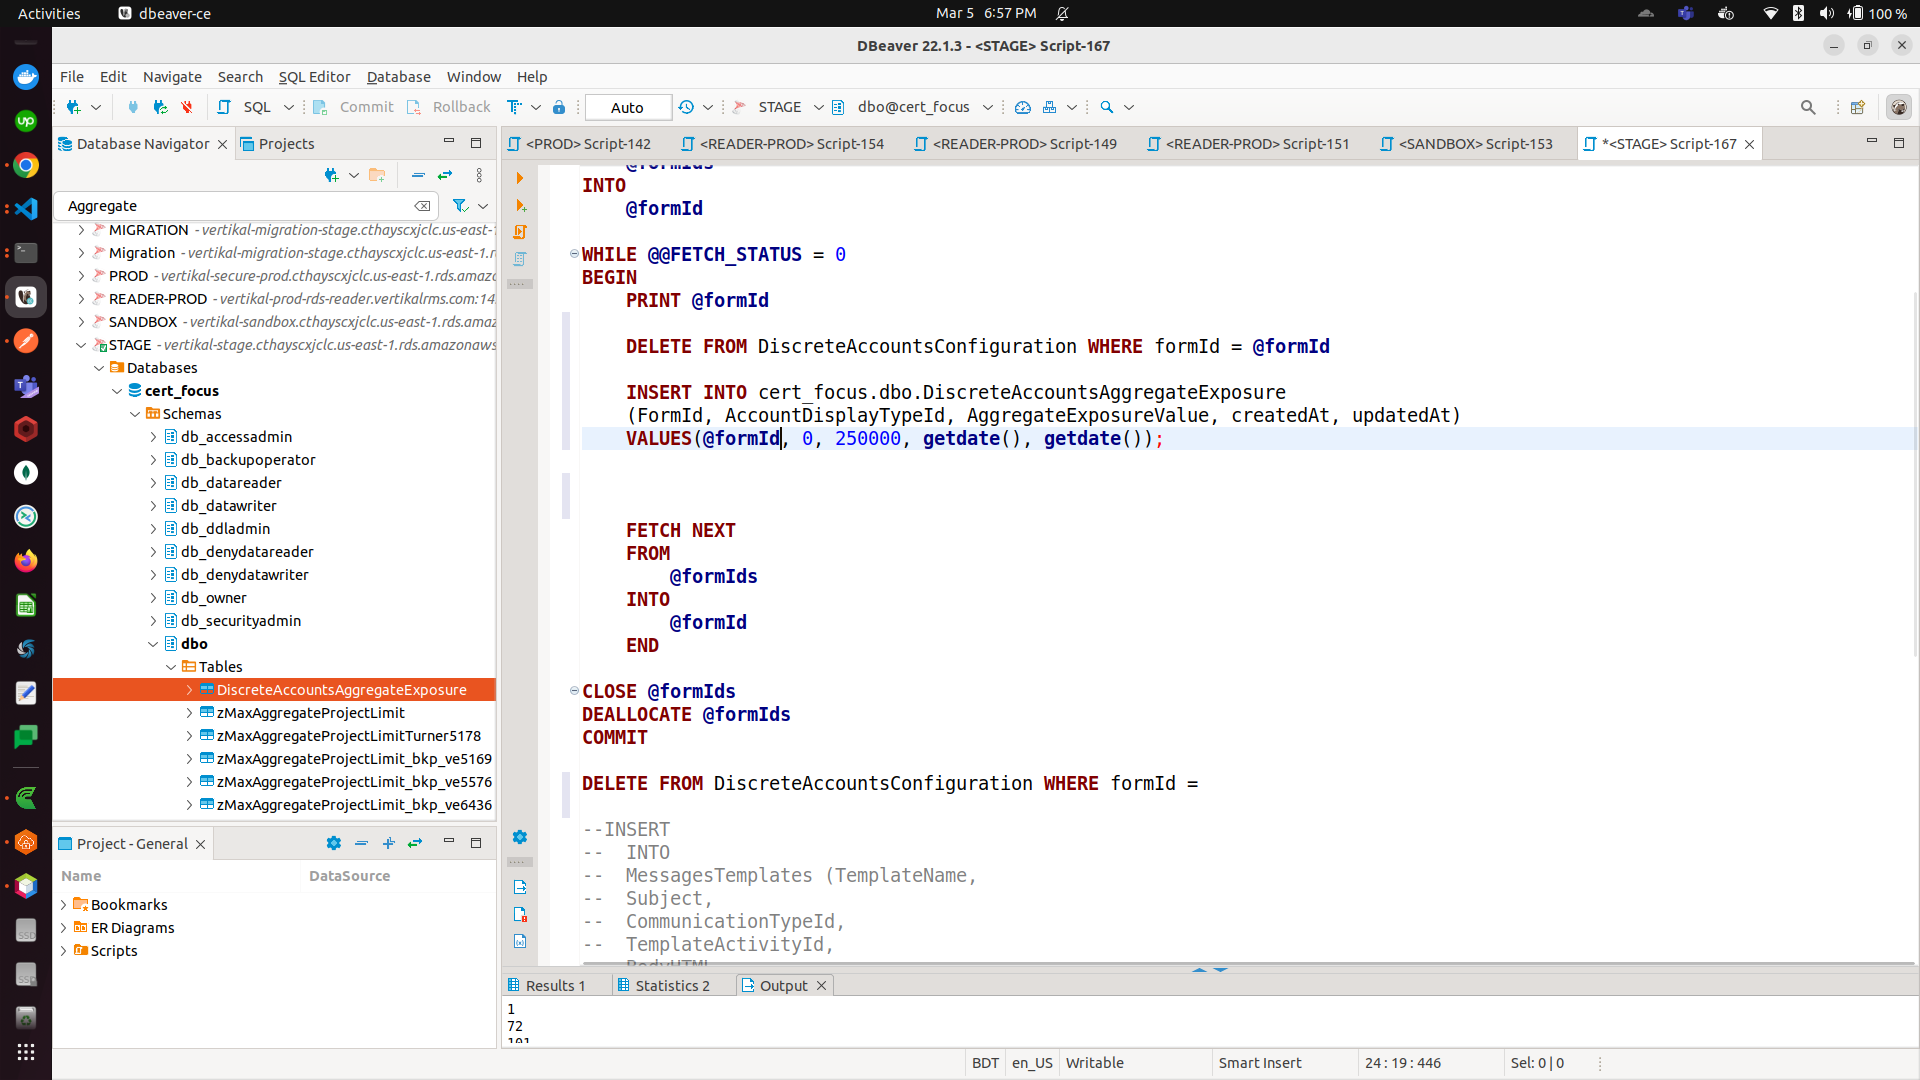 Activities
dbeaver-ce
Mar 5 6:57 PM
100 %
DBeaver 22.1.3 - <STAGE> Script-167
File Edit Navigate Search SQL Editor Database Window Help
SQL Commit Rollback Auto STAGE dbo@cert_focus
Database Navigator
Projects
<PROD> Script-142
<READER-PROD> Script-154
<READER-PROD> Script-149
<READER-PROD> Script-151
<SANDBOX> Script-153
*<STAGE> Script-167
Aggregate
MIGRATION - vertikal-migration-stage.cthayscxjclc.us-east-1
Migration - vertikal-migration-stage.cthayscxjclc.us-east-1.r
PROD - vertikal-secure-prod.cthayscxjclc.us-east-1.rds.amazo
READER-PROD - vertikal-prod-rds-reader.vertikalrms.com:14
SANDBOX - vertikal-sandbox.cthayscxjclc.us-east-1.rds.amaz
STAGE - vertikal-stage.cthayscxjclc.us-east-1.rds.amazonaws
Databases
cert_focus
Schemas
db_accessadmin
db_backupoperator
db_datareader
db_datawriter
db_ddladmin
db_denydatareader
db_denydatawriter
db_owner
db_securityadmin
dbo
Tables
DiscreteAccountsAggregateExposure
zMaxAggregateProjectLimit
zMaxAggregateProjectLimitTurner5178
zMaxAggregateProjectLimit_bkp_ve5169
zMaxAggregateProjectLimit_bkp_ve5576
zMaxAggregateProjectLimit_bkp_ve6436
Project - General
Name DataSource
Bookmarks
ER Diagrams
Scripts
@formIds
INTO
@formId
WHILE @@FETCH_STATUS = 0
BEGIN
PRINT @formId
DELETE FROM DiscreteAccountsConfiguration WHERE formId = @formId
INSERT INTO cert_focus.dbo.DiscreteAccountsAggregateExposure
(FormId, AccountDisplayTypeId, AggregateExposureValue, createdAt, updatedAt)
VALUES(@formId, 0, 250000, getdate(), getdate());
FETCH NEXT
FROM
@formIds
INTO
@formId
END
CLOSE @formIds
DEALLOCATE @formIds
COMMIT
DELETE FROM DiscreteAccountsConfiguration WHERE formId =
--INSERT
-- INTO
-- MessagesTemplates (TemplateName,
-- Subject,
-- CommunicationTypeId,
-- TemplateActivityId,
-- BodyHTML
Results 1
Statistics 2
Output
1
72
101
BDT en_US Writable Smart Insert 24 : 19 : 446 Sel: 0 | 0